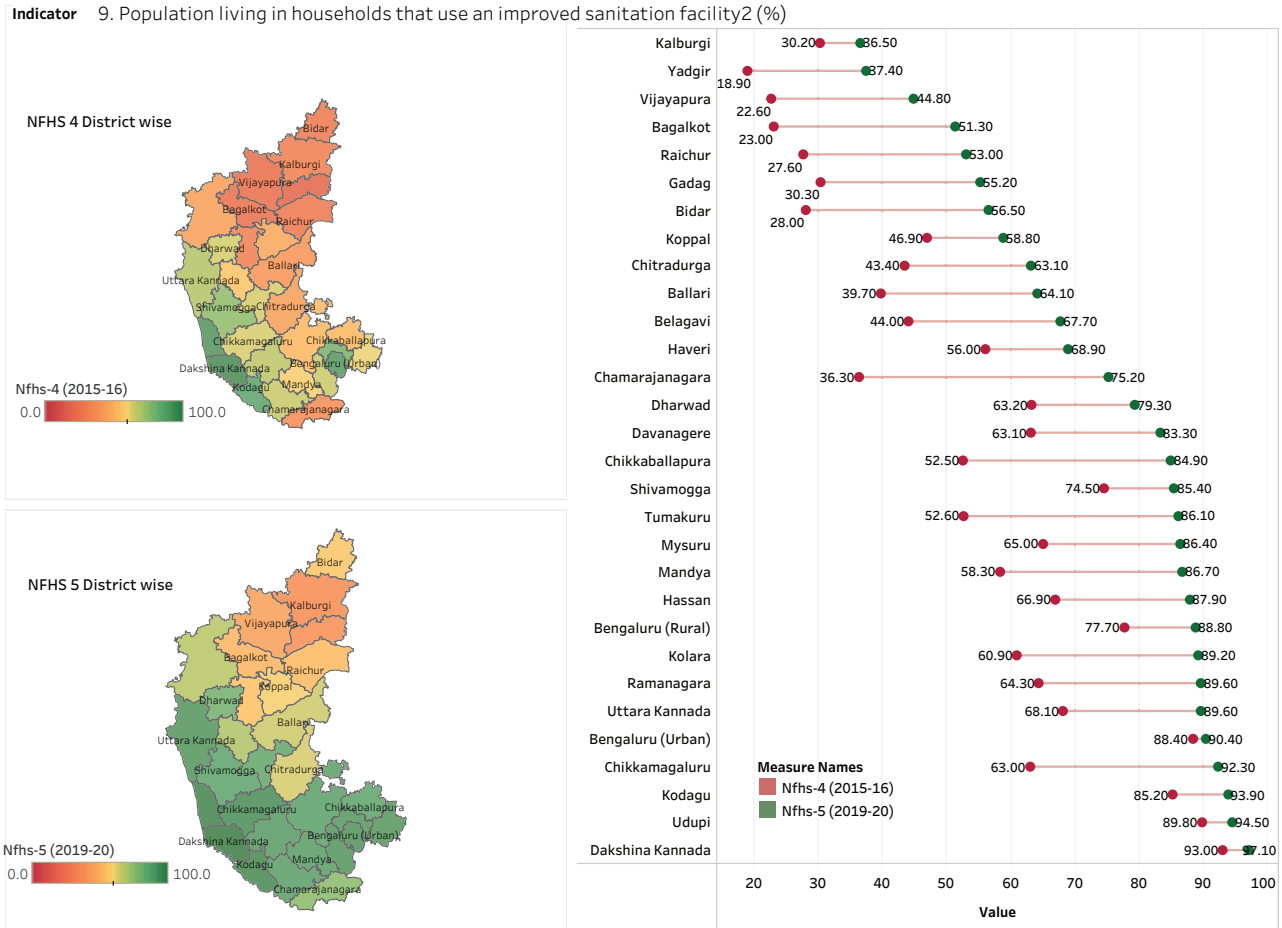 Indicator 9. Population living in households that use an improved sanitation facility2 (%)
NFHS 4 District wise
Bidar
Kalburgi
Vijayapura
Bagalkot
Raichur
Dharwad
Ballari
Uttara Kannada
Shivamogga
Chitradurga
Chikkamagaluru
Chikkaballapura
Dakshina Kannada
Bengaluru (Urban)
Kodagu
Mandya
Chamarajanagara
Nfhs-4 (2015-16)
0.0 100.0
NFHS 5 District wise
Bidar
Kalburgi
Vijayapura
Bagalkot
Raichur
Koppal
Dharwad
Ballari
Uttara Kannada
Shivamogga
Chitradurga
Chikkamagaluru
Chikkaballapura
Dakshina Kannada
Bengaluru (Urban)
Kodagu
Mandya
Chamarajanagara
Nfhs-5 (2019-20)
0.0 100.0
Kalburgi 30.20 36.50
Yadgir 18.90 37.40
Vijayapura 22.60 44.80
Bagalkot 23.00 51.30
Raichur 27.60 53.00
Gadag 30.30 55.20
Bidar 28.00 56.50
Koppal 46.90 58.80
Chitradurga 43.40 63.10
Ballari 39.70 64.10
Belagavi 44.00 67.70
Haveri 56.00 68.90
Chamarajanagara 36.30 75.20
Dharwad 63.20 79.30
Davanagere 63.10 83.30
Chikkaballapura 52.50 84.90
Shivamogga 74.50 85.40
Tumakuru 52.60 86.10
Mysuru 65.00 86.40
Mandya 58.30 86.70
Hassan 66.90 87.90
Bengaluru (Rural) 77.70 88.80
Kolara 60.90 89.20
Ramanagara 64.30 89.60
Uttara Kannada 68.10 89.60
Bengaluru (Urban) 88.40 90.40
Chikkamagaluru 63.00 92.30
Kodagu 85.20 93.90
Udupi 89.80 94.50
Dakshina Kannada 93.00 97.10
Measure Names
Nfhs-4 (2015-16)
Nfhs-5 (2019-20)
20 30 40 50 60 70 80 90 100
Value